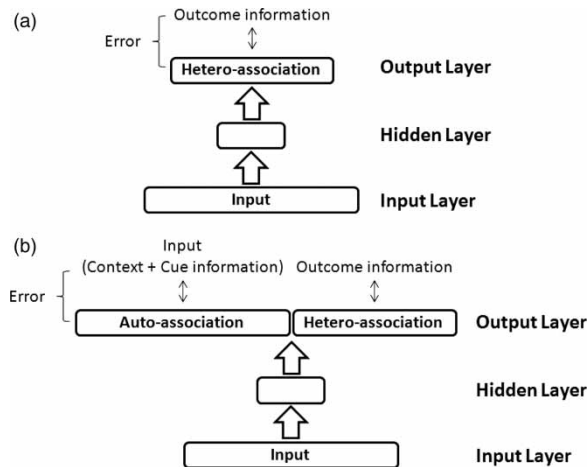 (a)
Outcome information
Error
Hetero-association Output Layer
Hidden Layer
Input Input Layer
(b)
Input
(Context + Cue information) Outcome information
Error
Auto-association Hetero-association Output Layer
Hidden Layer
Input Input Layer